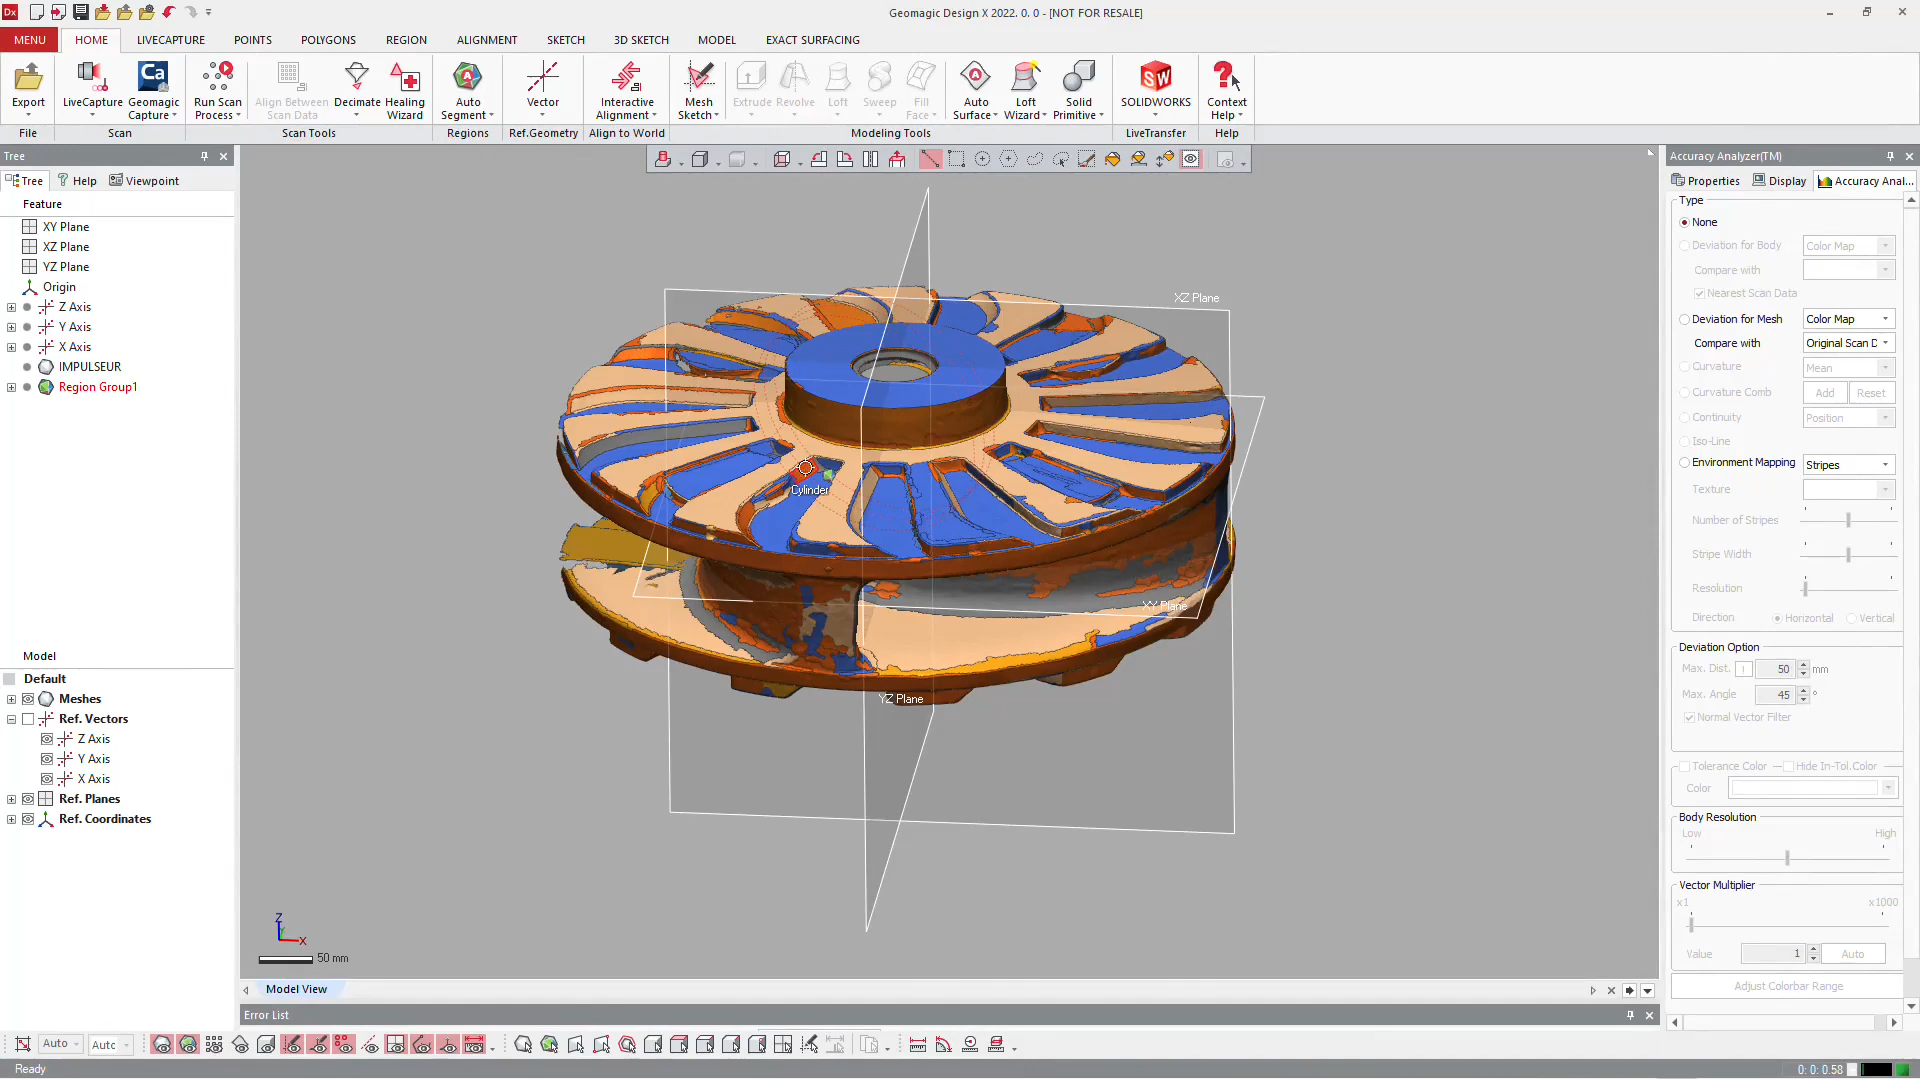 Dx
Geomagic Design X 2022. 0. 0 - [NOT FOR RESALE]
MENU HOME LIVECAPTURE POINTS POLYGONS REGION ALIGNMENT SKETCH 3D SKETCH MODEL EXACT SURFACING
Export LiveCapture Geomagic Capture Run Scan Process Align Between Scan Data Decimate Healing Wizard Auto Segment Vector Interactive Alignment Mesh Sketch Extrude Revolve Loft Sweep Fill Face Auto Surface Loft Wizard Solid Primitive SOLIDWORKS Context Help
File Scan Scan Tools Regions Ref.Geometry Align to World Modeling Tools LiveTransfer Help
Tree
Tree Help Viewpoint
Feature
XY Plane
XZ Plane
YZ Plane
Origin
Z Axis
Y Axis
X Axis
IMPULSEUR
Region Group1
Model
Default
Meshes
Ref. Vectors
Z Axis
Y Axis
X Axis
Ref. Planes
Ref. Coordinates
XZ Plane
Cylinder
XY Plane
YZ Plane
Z
X
50 mm
Model View
Error List
Accuracy Analyzer(TM)
Properties Display Accuracy Anal...
Type
None
Deviation for Body Color Map
Compare with
Nearest Scan Data
Deviation for Mesh Color Map
Compare with Original Scan D
Curvature Mean
Curvature Comb Add Reset
Continuity Position
Iso-Line
Environment Mapping Stripes
Texture
Number of Stripes
Stripe Width
Resolution
Direction Horizontal Vertical
Deviation Option
Max. Dist. 50 mm
Max. Angle 45 °
Normal Vector Filter
Tolerance Color Hide In-Tol.Color
Color
Body Resolution
Low High
Vector Multiplier
x1 x1000
Value 1 Auto
Adjust Colorbar Range
Auto Autc
Ready
0: 0: 0.58